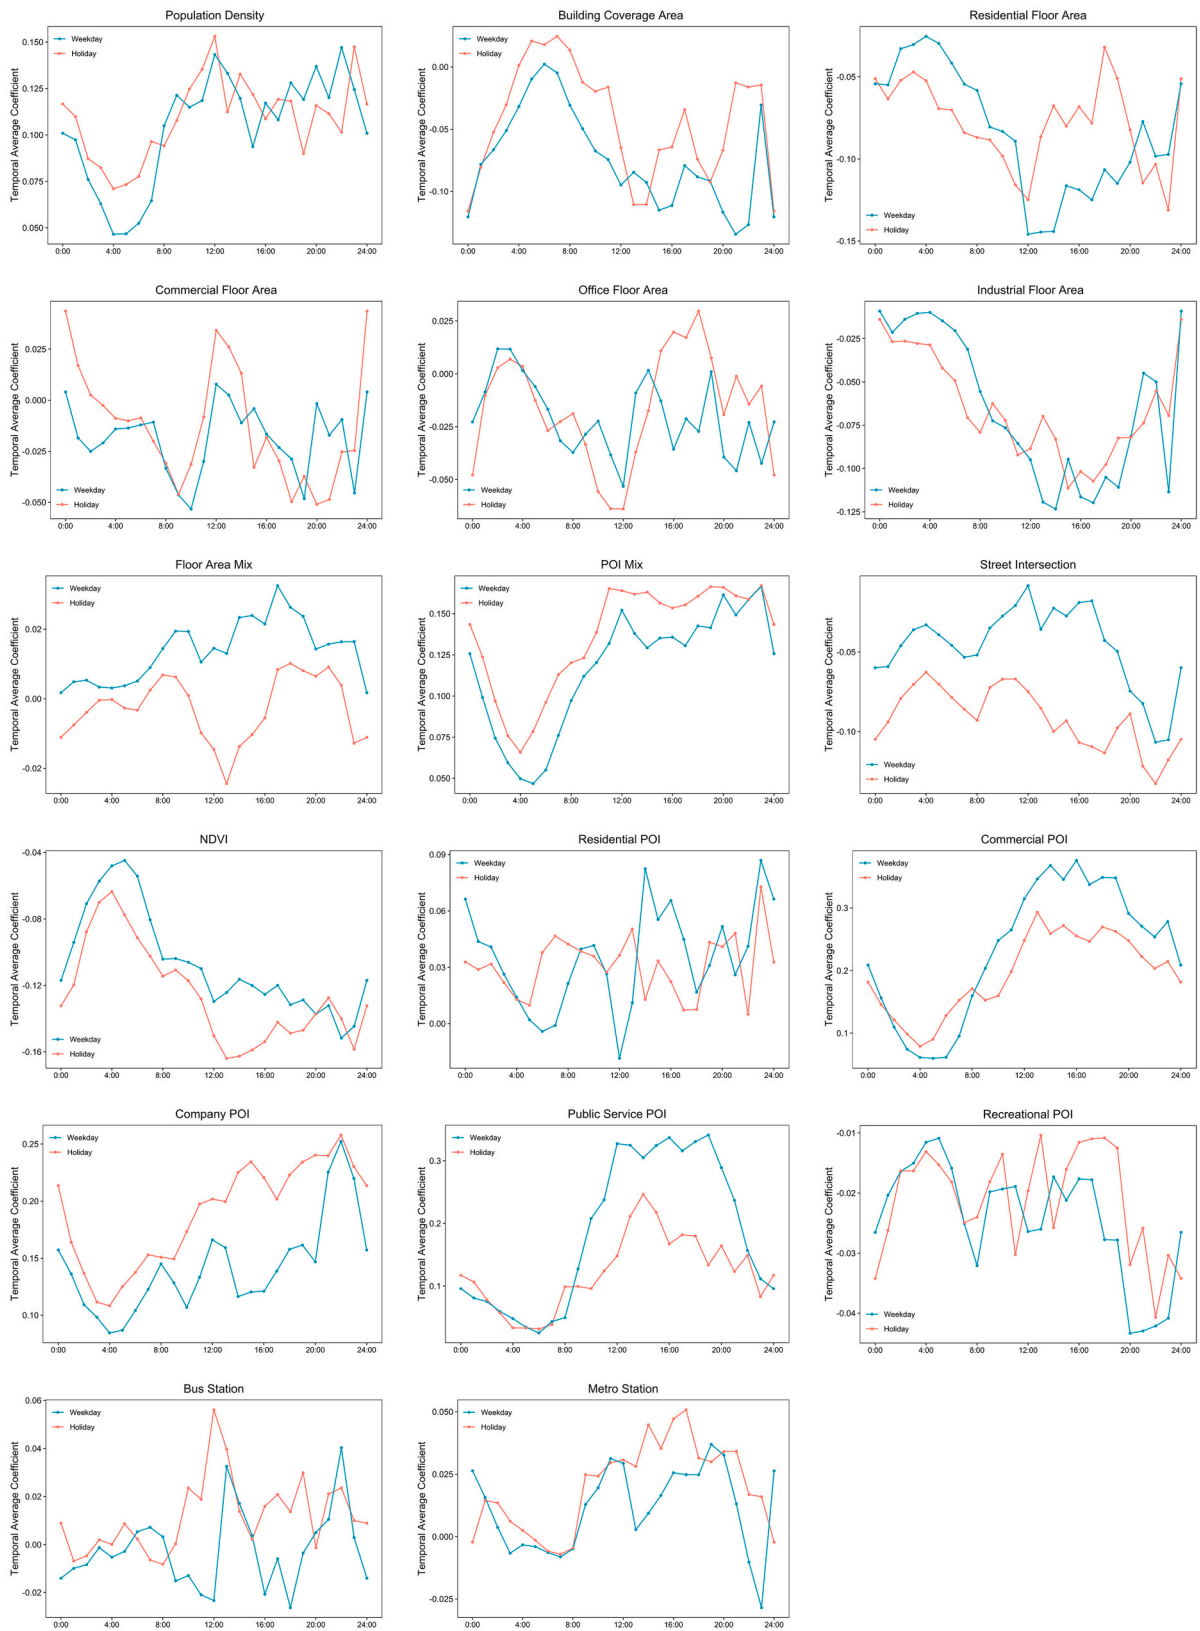 Population Density
Temporal Average Coefficient
0.150
0.125
0.100
0.075
0.050
Weekday
Holiday
0:00 4:00 8:00 12:00 16:00 20:00 24:00
Building Coverage Area
Temporal Average Coefficient
0.00
-0.05
-0.10
Weekday
Holiday
0:00 4:00 8:00 12:00 16:00 20:00 24:00
Residential Floor Area
Temporal Average Coefficient
-0.05
-0.10
-0.15
Weekday
Holiday
0:00 4:00 8:00 12:00 16:00 20:00 24:00
Commercial Floor Area
Temporal Average Coefficient
0.025
0.000
-0.025
-0.050
Weekday
Holiday
0:00 4:00 8:00 12:00 16:00 20:00 24:00
Office Floor Area
Temporal Average Coefficient
0.025
0.000
-0.025
-0.050
Weekday
Holiday
0:00 4:00 8:00 12:00 16:00 20:00 24:00
Industrial Floor Area
Temporal Average Coefficient
-0.025
-0.050
-0.075
-0.100
-0.125
Weekday
Holiday
0:00 4:00 8:00 12:00 16:00 20:00 24:00
Floor Area Mix
Temporal Average Coefficient
0.02
0.00
-0.02
Weekday
Holiday
0:00 4:00 8:00 12:00 16:00 20:00 24:00
POI Mix
Temporal Average Coefficient
0.150
0.125
0.100
0.075
0.050
Weekday
Holiday
0:00 4:00 8:00 12:00 16:00 20:00 24:00
Street Intersection
Temporal Average Coefficient
-0.05
-0.10
Weekday
Holiday
0:00 4:00 8:00 12:00 16:00 20:00 24:00
NDVI
Temporal Average Coefficient
-0.04
-0.08
-0.12
-0.16
Weekday
Holiday
0:00 4:00 8:00 12:00 16:00 20:00 24:00
Residential POI
Temporal Average Coefficient
0.09
0.06
0.03
0.00
Weekday
Holiday
0:00 4:00 8:00 12:00 16:00 20:00 24:00
Commercial POI
Temporal Average Coefficient
0.3
0.2
0.1
Weekday
Holiday
0:00 4:00 8:00 12:00 16:00 20:00 24:00
Company POI
Temporal Average Coefficient
0.25
0.20
0.15
0.10
Weekday
Holiday
0:00 4:00 8:00 12:00 16:00 20:00 24:00
Public Service POI
Temporal Average Coefficient
0.3
0.2
0.1
Weekday
Holiday
0:00 4:00 8:00 12:00 16:00 20:00 24:00
Recreational POI
Temporal Average Coefficient
-0.01
-0.02
-0.03
-0.04
Weekday
Holiday
0:00 4:00 8:00 12:00 16:00 20:00 24:00
Bus Station
Temporal Average Coefficient
0.06
0.04
0.02
0.00
-0.02
Weekday
Holiday
0:00 4:00 8:00 12:00 16:00 20:00 24:00
Metro Station
Temporal Average Coefficient
0.050
0.025
0.000
-0.025
Weekday
Holiday
0:00 4:00 8:00 12:00 16:00 20:00 24:00